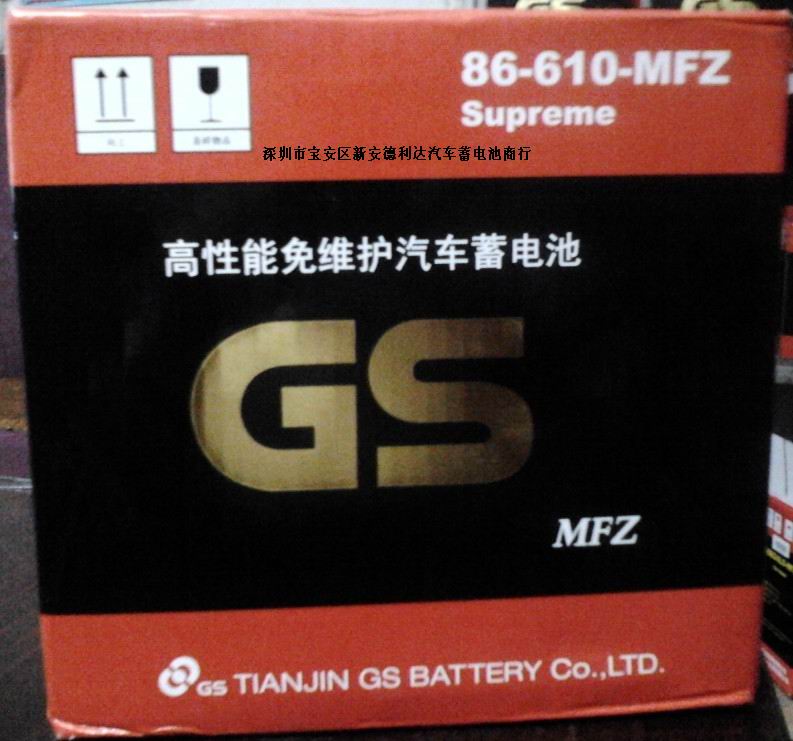 86-610-MFZ
Supreme
深圳市宝安区新安德利达汽车蓄电池商行
高性能免维护汽车蓄电池
GS
MFZ
GS TIANJIN GS BATTERY Co.,LTD.